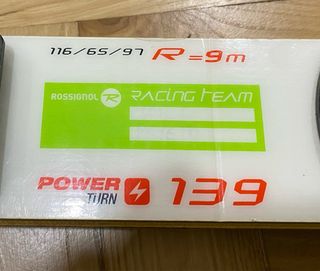 116/65/97 R=9m
ROSSIGNOL R RACING TEAM
POWER TURN 139